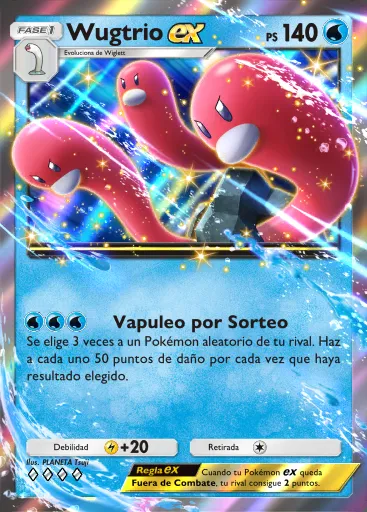 FASE 1 Wugtrio ex PS 140
Evoluciona de Wiglett
Vapuleo por Sorteo
Se elige 3 veces a un Pokémon aleatorio de tu rival. Haz
a cada uno 50 puntos de daño por cada vez que haya
resultado elegido.
Debilidad +20 Retirada
Ilus. PLANETA Tsuji
Regla ex Cuando tu Pokémon ex queda
Fuera de Combate, tu rival consigue 2 puntos.